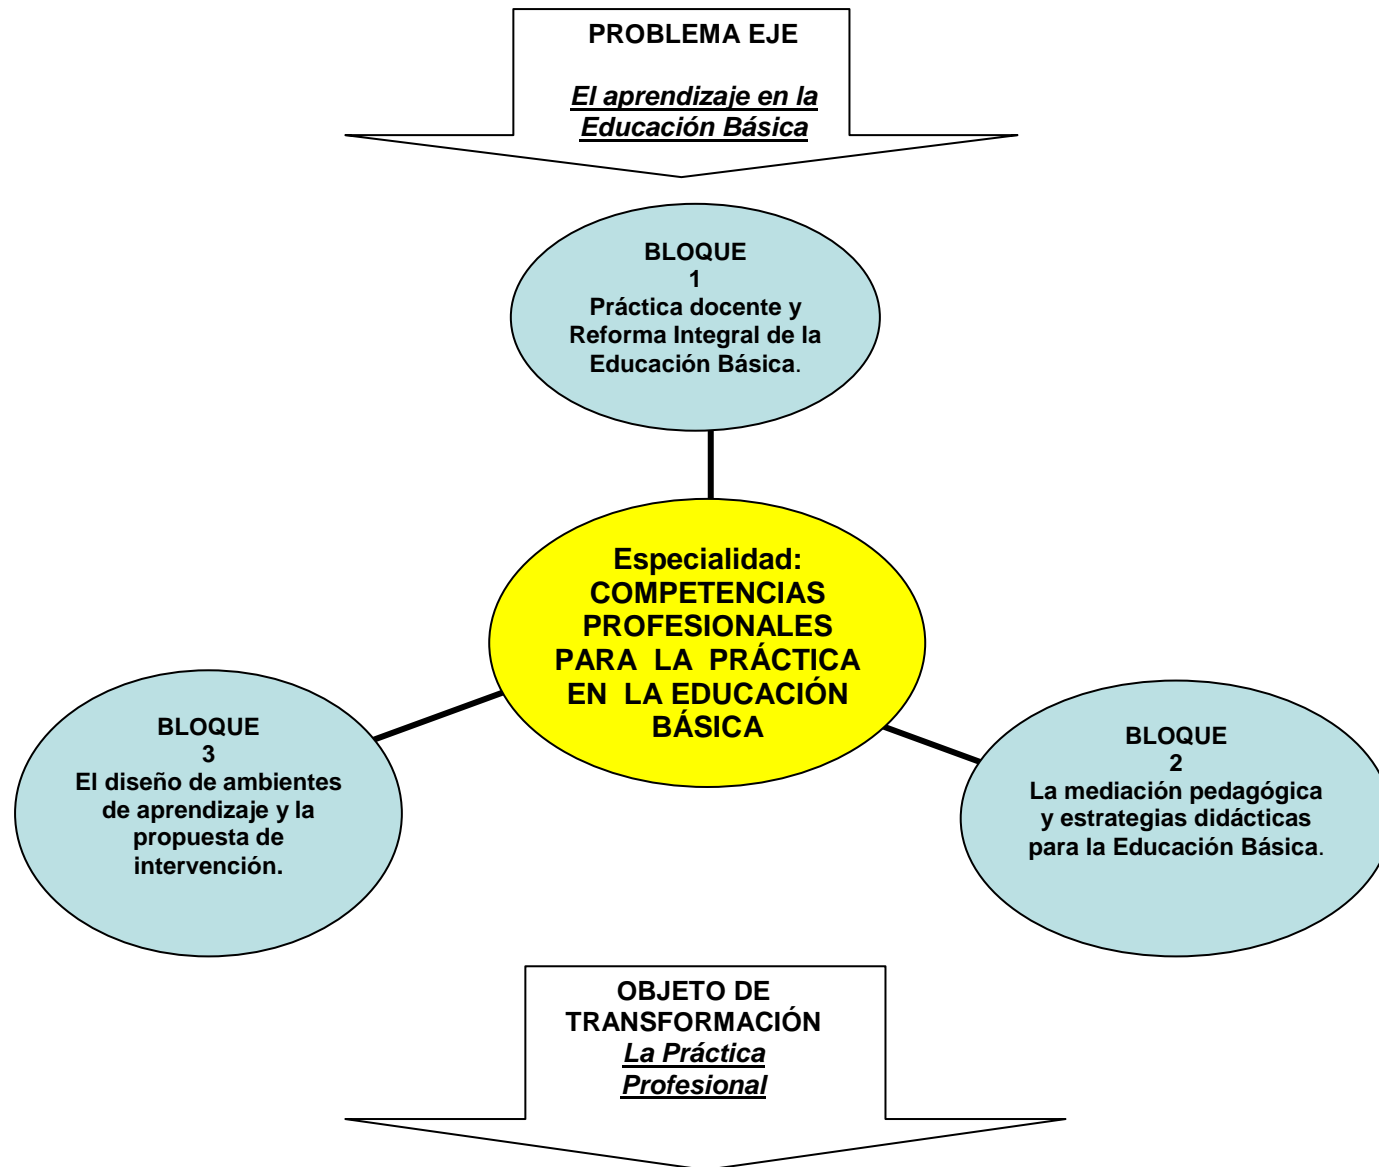 PROBLEMA EJE
El aprendizaje en la
Educación Básica
BLOQUE
1
Práctica docente y
Reforma Integral de la
Educación Básica.
Especialidad:
COMPETENCIAS
PROFESIONALES
PARA LA PRÁCTICA
EN LA EDUCACIÓN
BÁSICA
BLOQUE
3
El diseño de ambientes
de aprendizaje y la
propuesta de
intervención.
BLOQUE
2
La mediación pedagógica
y estrategias didácticas
para la Educación Básica.
OBJETO DE
TRANSFORMACIÓN
La Práctica
Profesional